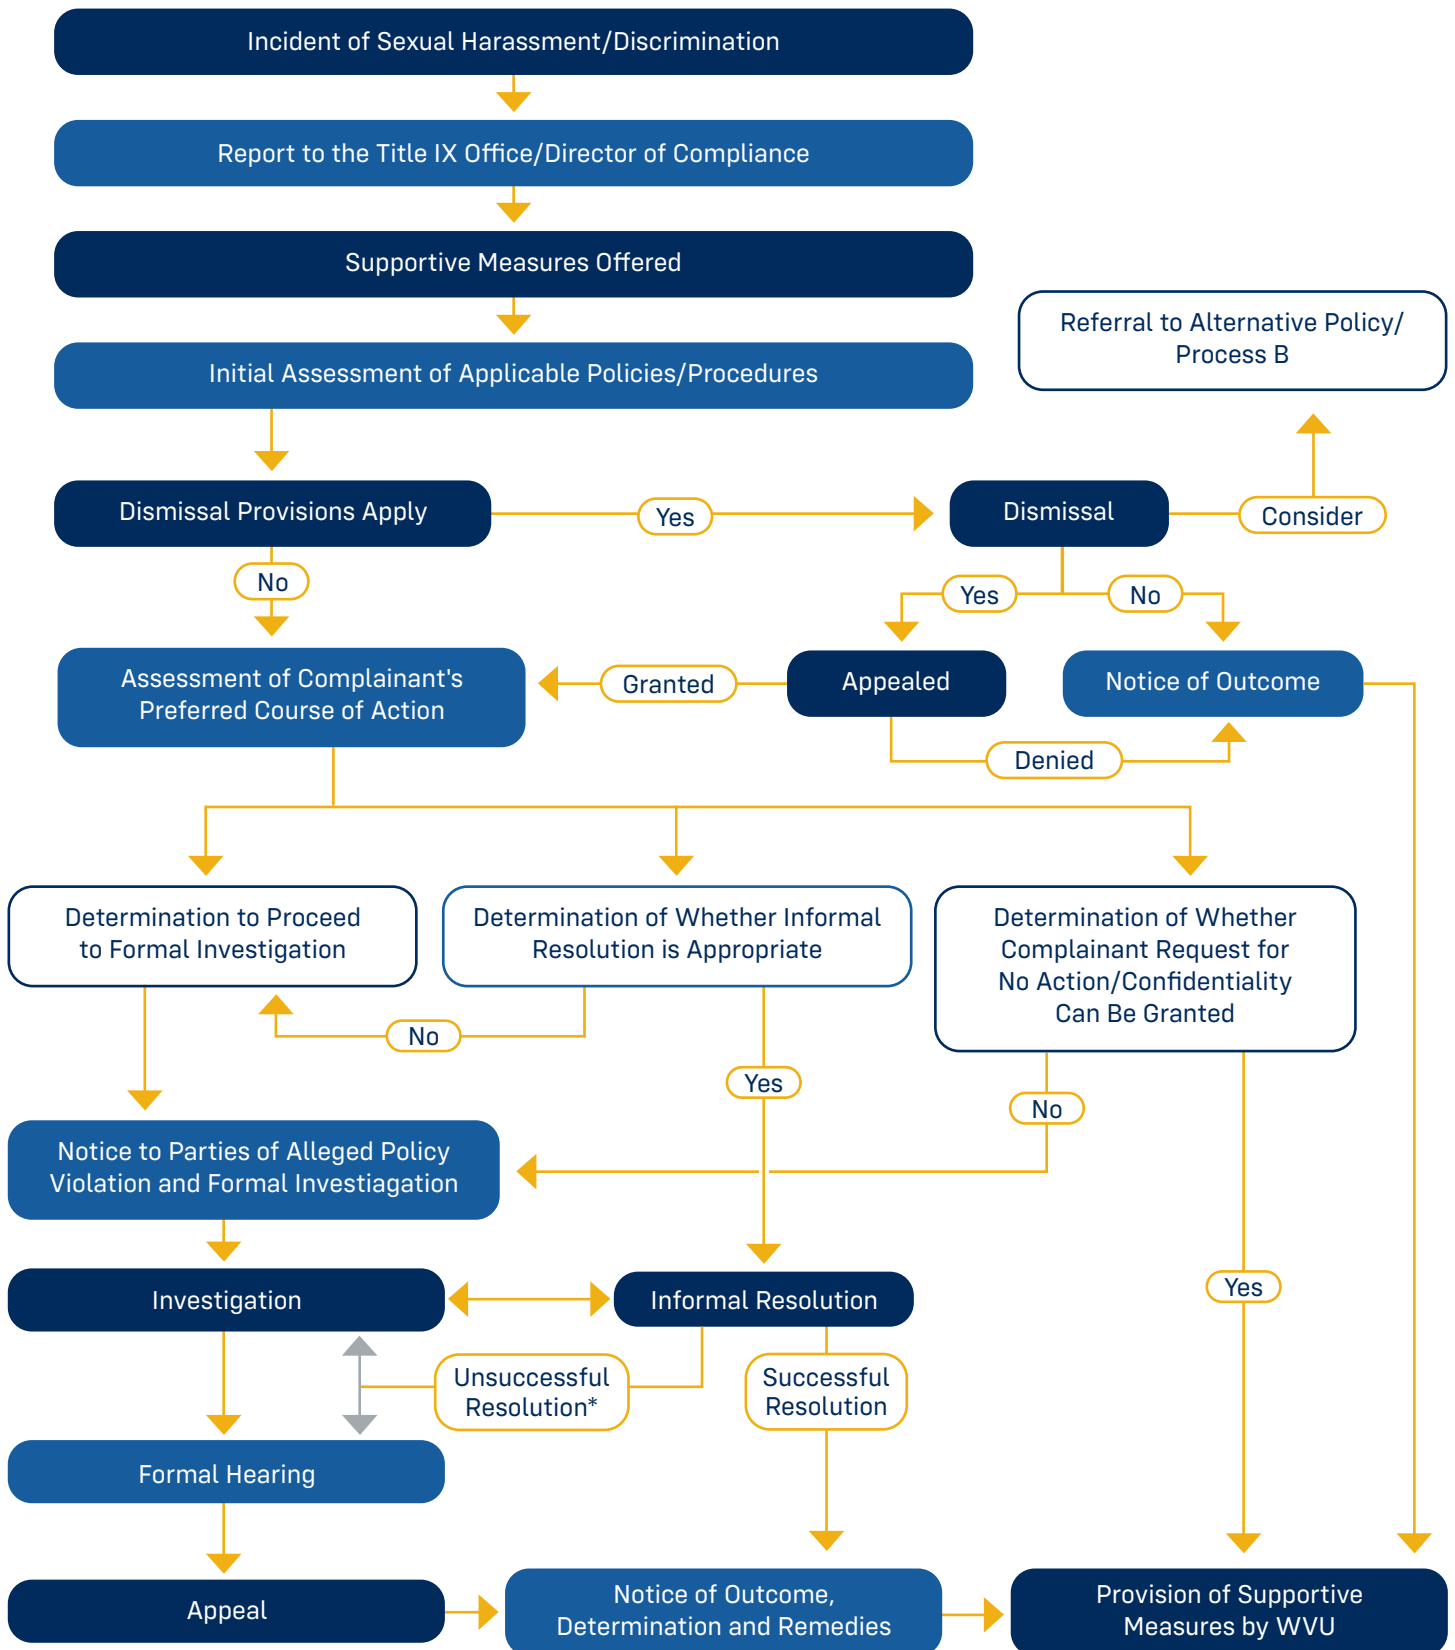 Incident of Sexual Harassment/Discrimination
Report to the Title IX Office/Director of Compliance
Supportive Measures Offered
Referral to Alternative Policy/
Process B
Initial Assessment of Applicable Policies/Procedures
Dismissal Provisions Apply
Yes
Dismissal
Consider
No
Yes
No
Assessment of Complainant's
Preferred Course of Action
Granted
Appealed
Notice of Outcome
Denied
Determination to Proceed
to Formal Investigation
Determination of Whether Informal
Resolution is Appropriate
Determination of Whether
Complainant Request for
No Action/Confidentiality
Can Be Granted
No
Yes
No
Notice to Parties of Alleged Policy
Violation and Formal Investiagation
Investigation
Informal Resolution
Yes
Unsuccessful
Resolution*
Successful
Resolution
Formal Hearing
Appeal
Notice of Outcome,
Determination and Remedies
Provision of Supportive
Measures by WVU